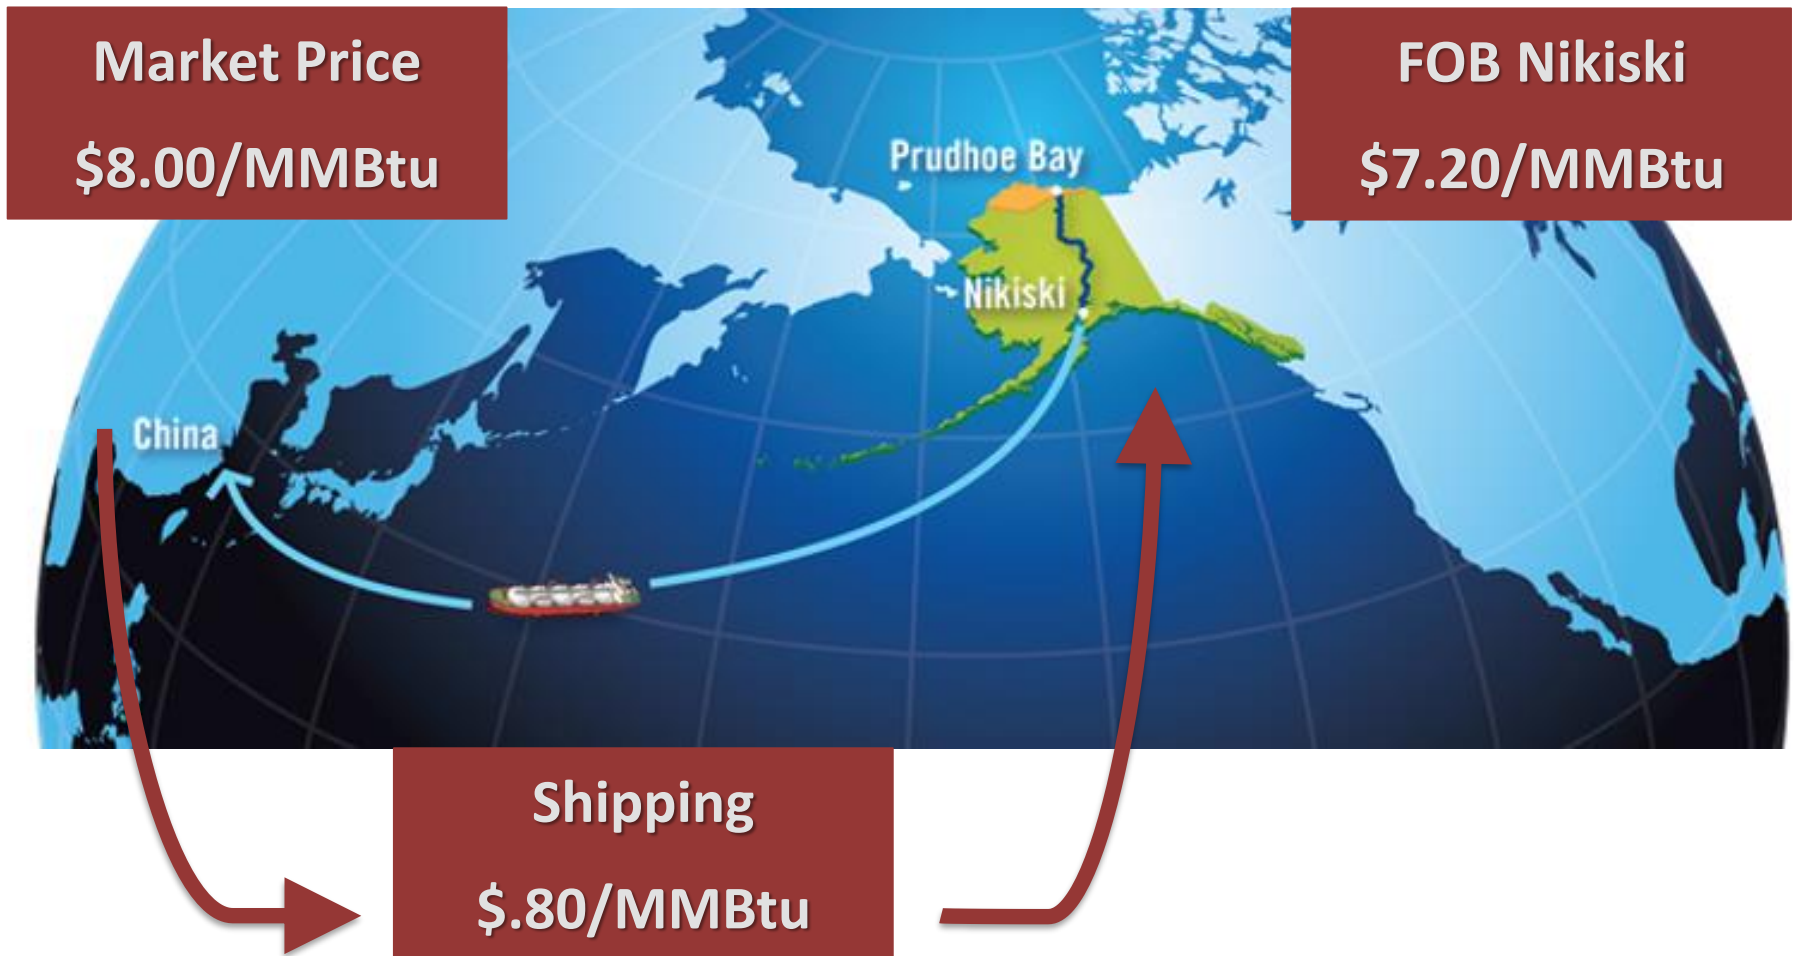 Market Price
$8.00/MMBtu
FOB Nikiski
$7.20/MMBtu
Prudhoe Bay
Nikiski
China
Shipping
$.80/MMBtu